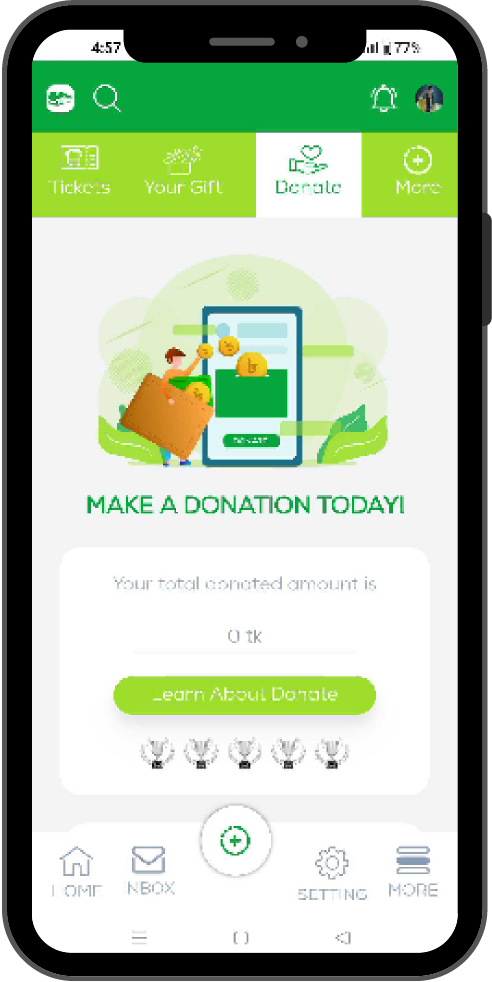 4:57
77%
Tickets
Your Gift
Donate
More
DONATE
MAKE A DONATION TODAY!
Your total donated amount is
0 tk
Learn About Donate
HOME
INBOX
SETTING
MORE